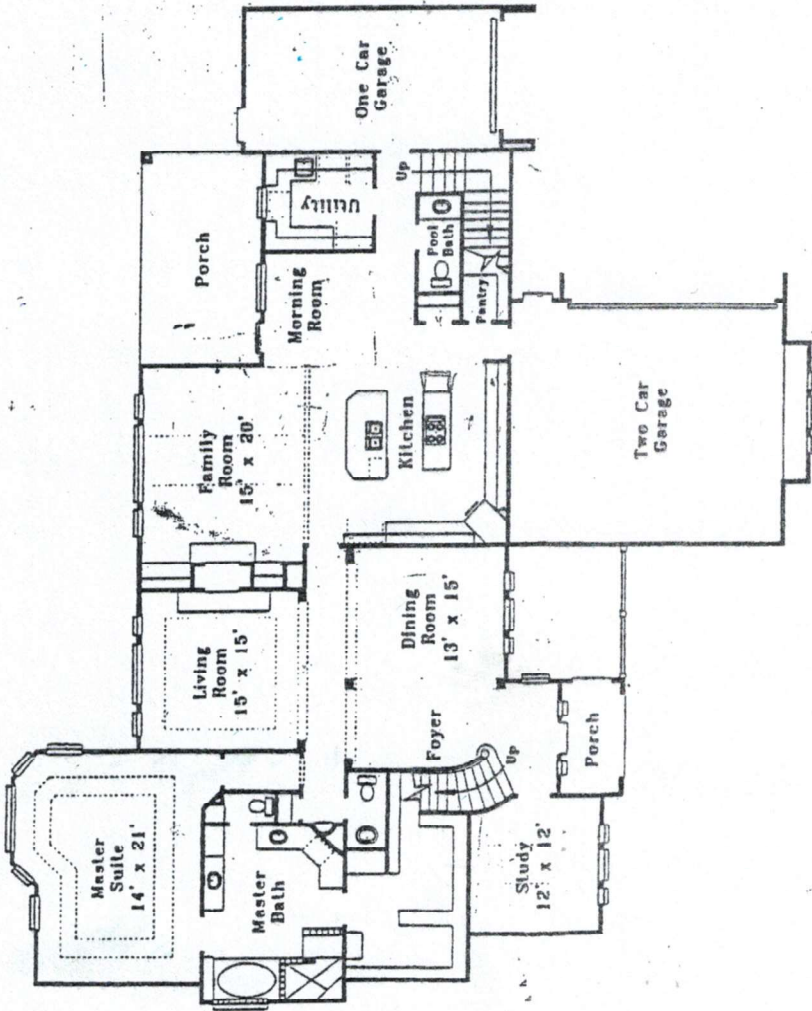 One Car
Garage
Up
Utility
Porch
Pool
Bath
Morning
Room
Pantry
Family
Room
15' x 20'
Kitchen
Two Car
Garage
Living
Room
15' x 15'
Dining
Room
13' x 15'
Foyer
Up
Porch
Master
Suite
14' x 21'
Master
Bath
Study
12' x 12'